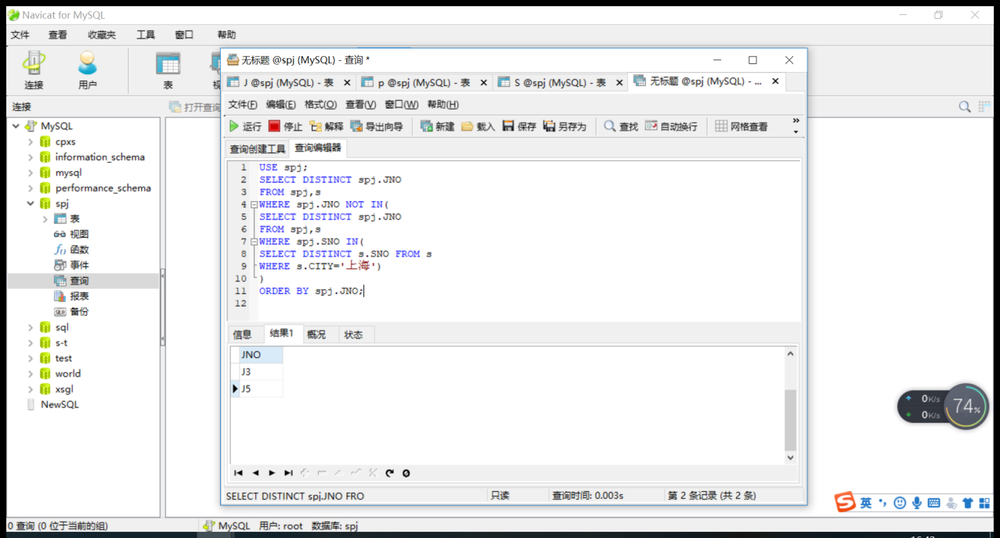 Navicat for MySQL
文件 查看 收藏夹 工具 窗口 帮助
连接 用户 表
连接
打开查询
MySQL
cpxs
information_schema
mysql
performance_schema
spj
表
视图
函数
事件
查询
报表
备份
sql
s-t
test
world
xsgl
NewSQL
无标题 @spj (MySQL) - 查询 *
J @spj (MySQL) - 表 p @spj (MySQL) - 表 S @spj (MySQL) - 表 无标题 @spj (MySQL) - ...
文件(F) 编辑(E) 格式(O) 查看(V) 窗口(W) 帮助(H)
运行 停止 解释 导出向导 新建 载入 保存 另存为 查找 自动换行 网格查看
查询创建工具 查询编辑器
1 USE spj;
2 SELECT DISTINCT spj.JNO
3 FROM spj,s
4 WHERE spj.JNO NOT IN(
5 SELECT DISTINCT spj.JNO
6 FROM spj,s
7 WHERE spj.SNO IN(
8 SELECT DISTINCT s.SNO FROM s
9 WHERE s.CITY='上海')
10 )
11 ORDER BY spj.JNO;
12
信息 结果1 概况 状态
JNO
J3
J5
SELECT DISTINCT spj.JNO FRO 只读 查询时间: 0.003s 第 2 条记录 (共 2 条)
0K/s
0K/s
74%
S 英
0 查询 (0 位于当前的组) MySQL 用户: root 数据库: spj